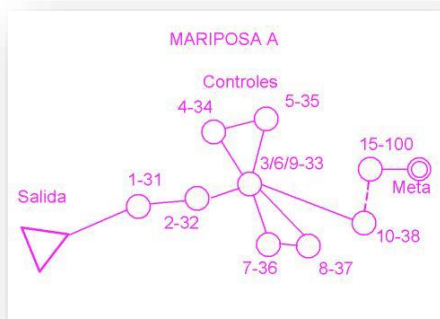 MARIPOSA A
Controles
4-34
5-35
3/6/9-33
15-100
1-31
Salida
Meta
2-32
10-38
7-36
8-37